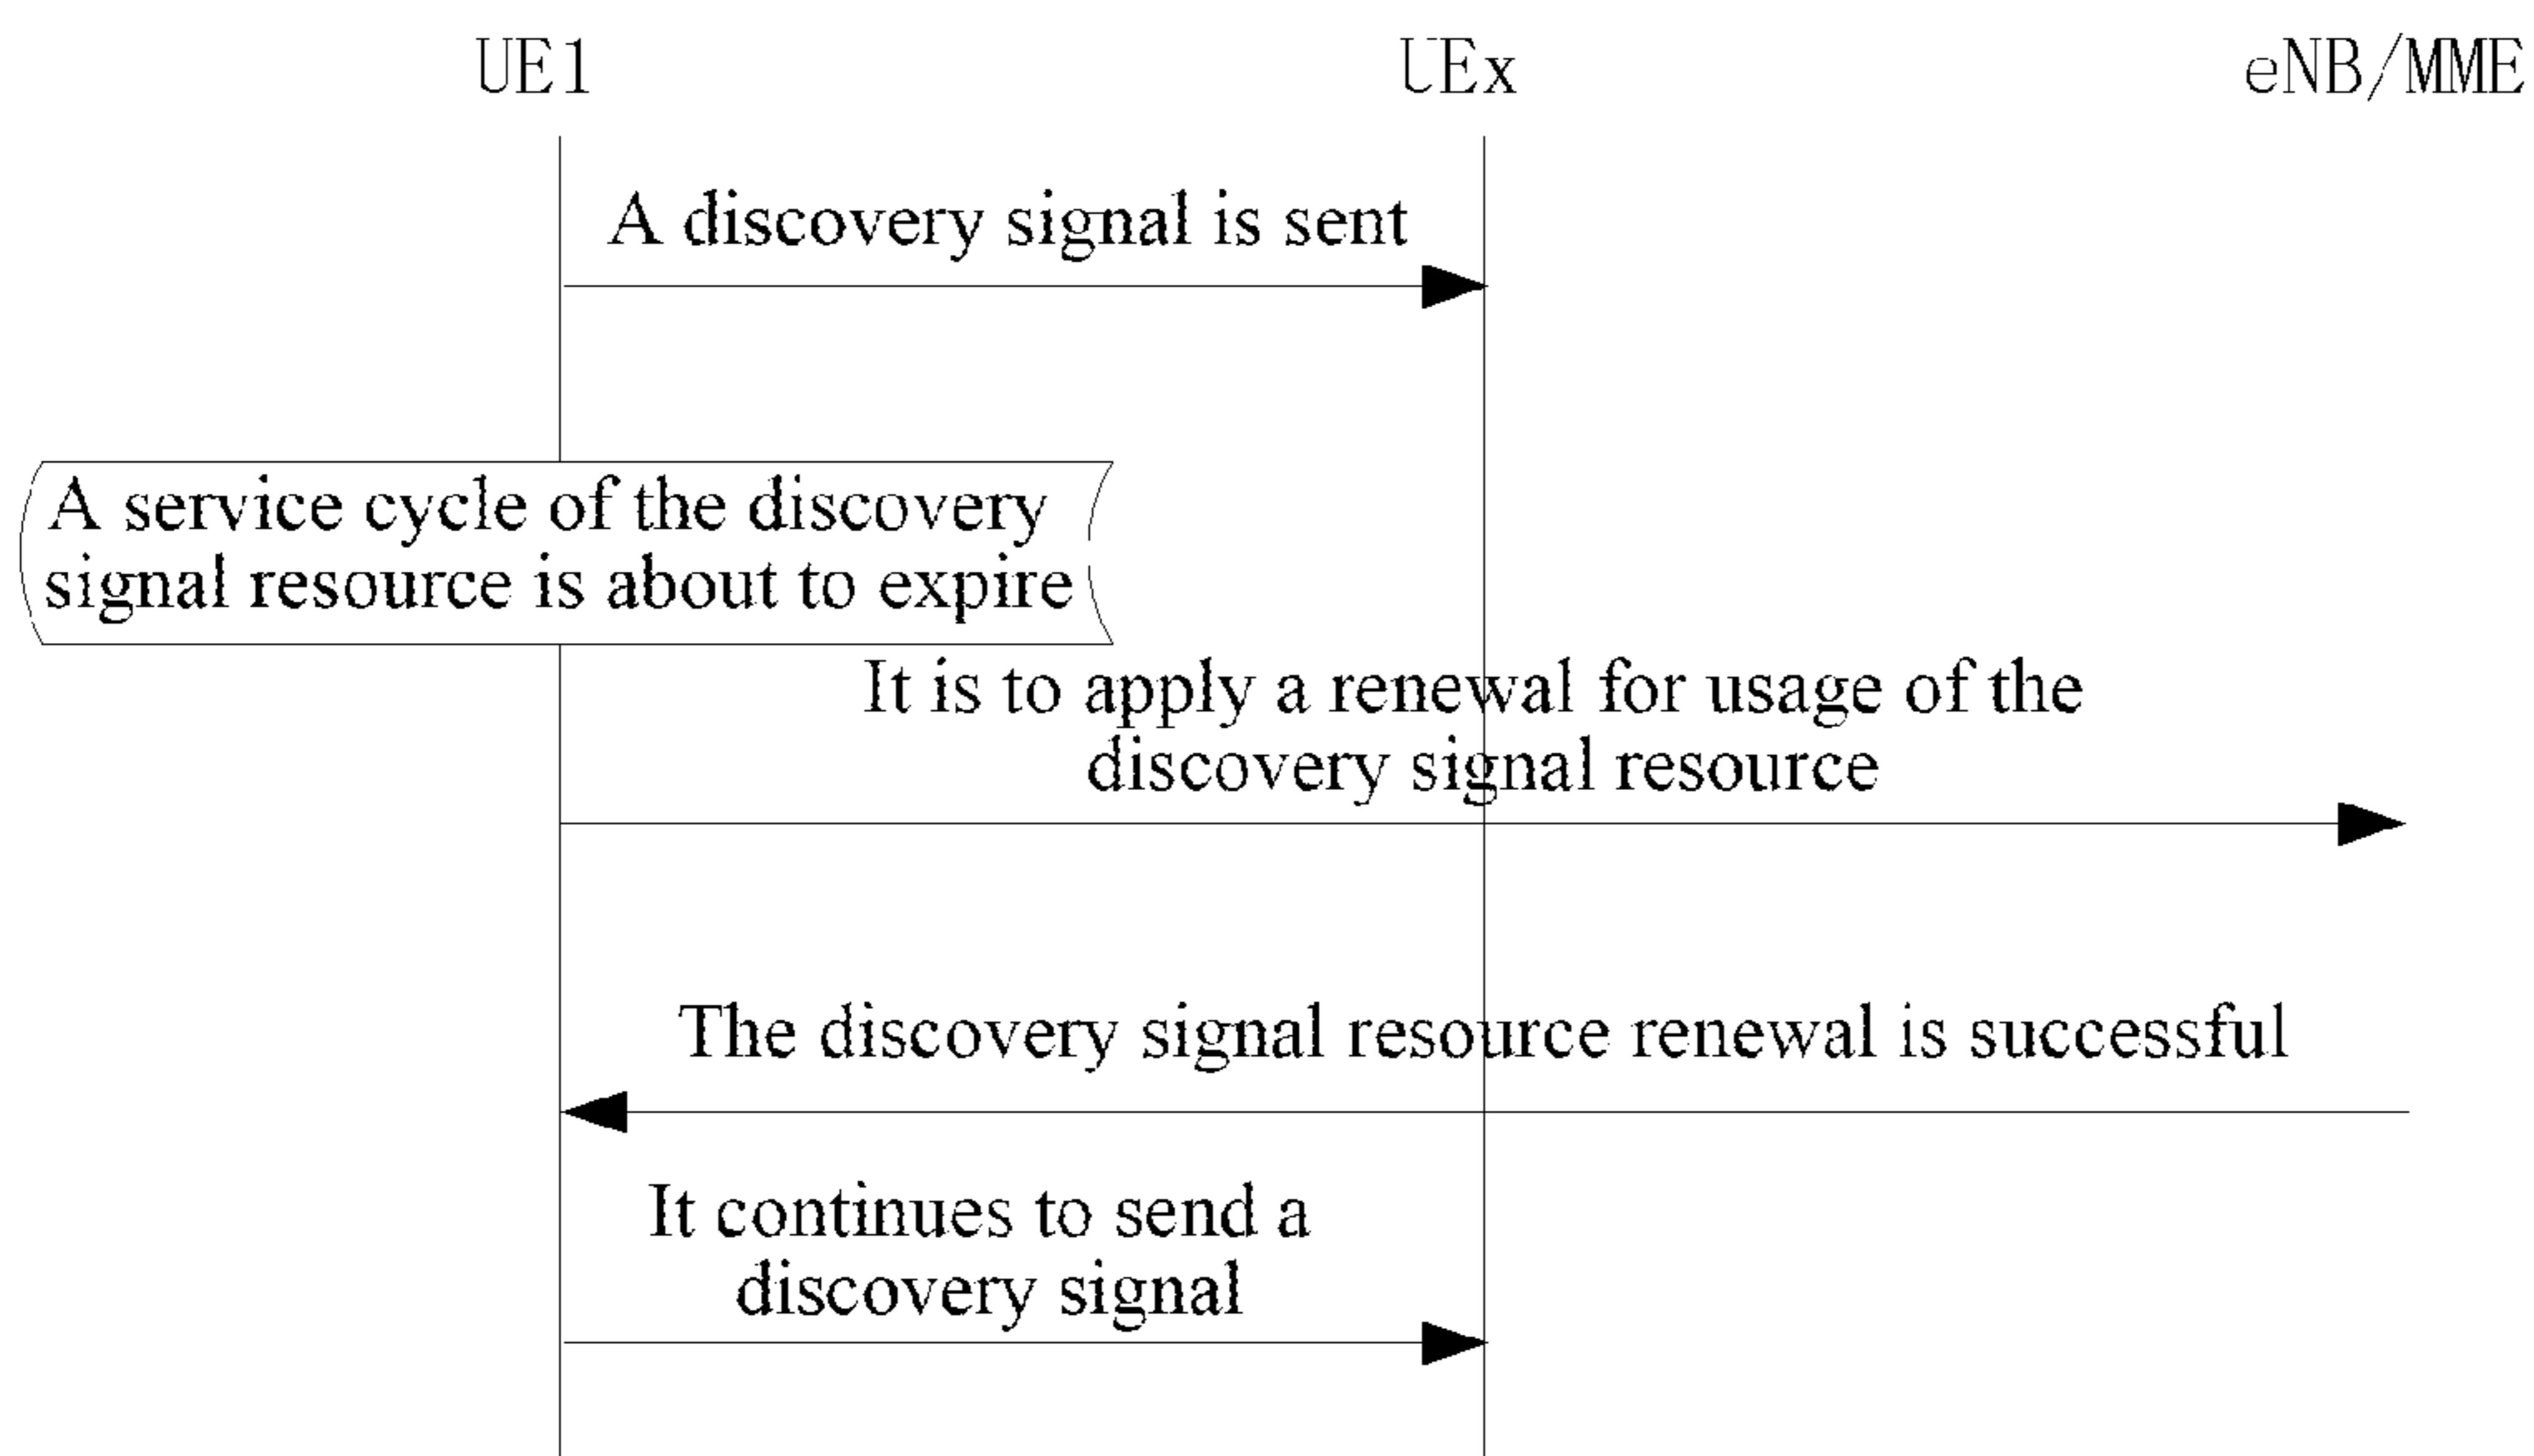 UE1 UEx eNB/MME
A discovery signal is sent
A service cycle of the discovery
signal resource is about to expire
It is to apply a renewal for usage of the
discovery signal resource
The discovery signal resource renewal is successful
It continues to send a
discovery signal